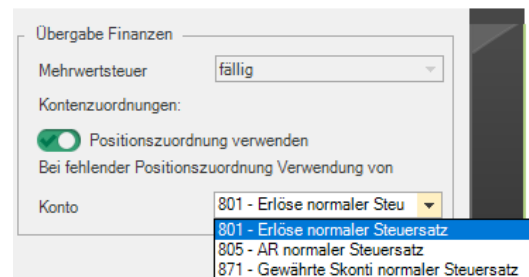 Übergabe Finanzen
Mehrwertsteuer fällig
Kontenzuordnungen:
Positionszuordnung verwenden
Bei fehlender Positionszuordnung Verwendung von
Konto 801 - Erlöse normaler Steu
801 - Erlöse normaler Steuersatz
805 - AR normaler Steuersatz
871 - Gewährte Skonti normaler Steuersatz